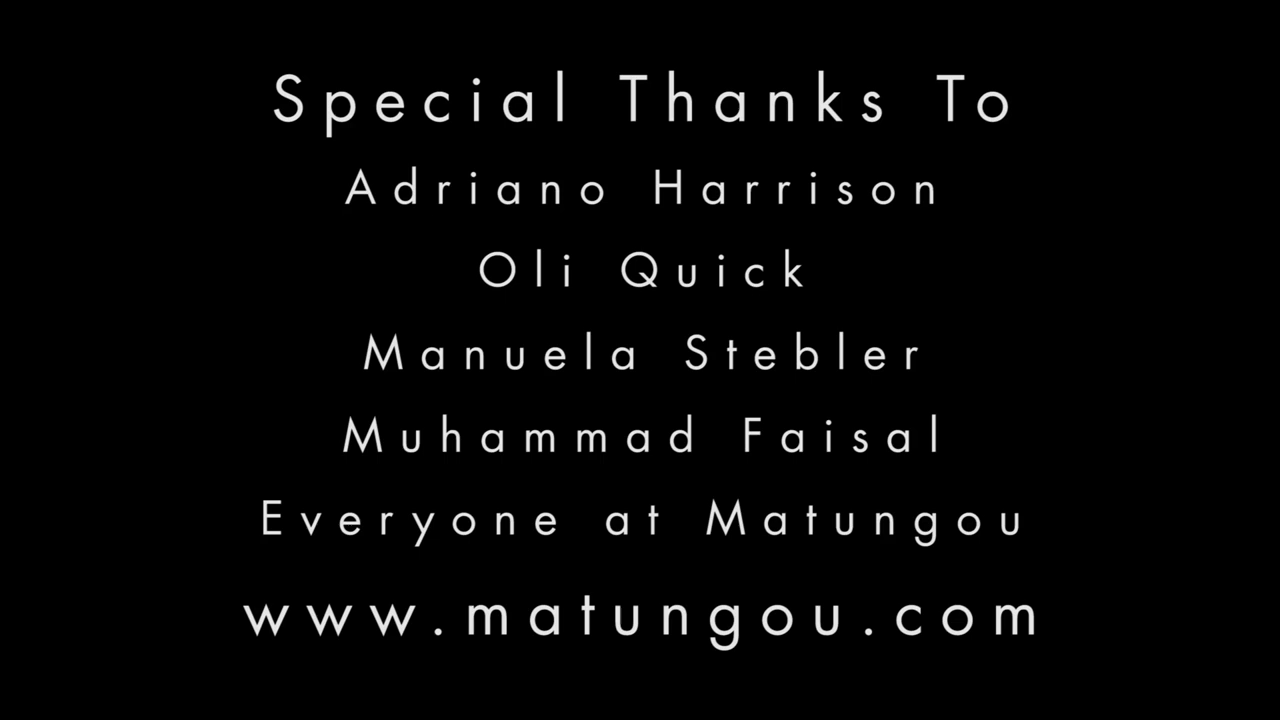 Special Thanks To
Adriano Harrison
Oli Quick
Manuela Stebler
Muhammad Faisal
Everyone at Matungou
www.matungou.com